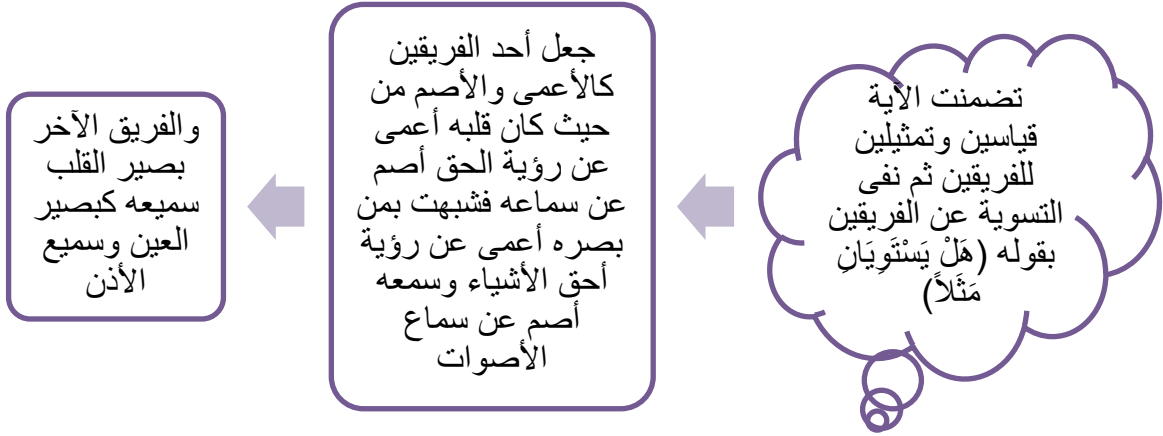 تضمنت الآية
قياسين وتمثيلين
للفريقين ثم نفى
التسوية عن الفريقين
بقوله (هَلْ يَسْتَوِيَانِ
مَثَلاً)
جعل أحد الفريقين
كالأعمى والأصم من
حيث كان قلبه أعمى
عن رؤية الحق أصم
عن سماعه فشبهت بمن
بصره أعمى عن رؤية
أحق الأشياء وسمعه
أصم عن سماع
الأصوات
والفريق الآخر
بصير القلب
سميعه كبصير
العين وسميع
الأذن